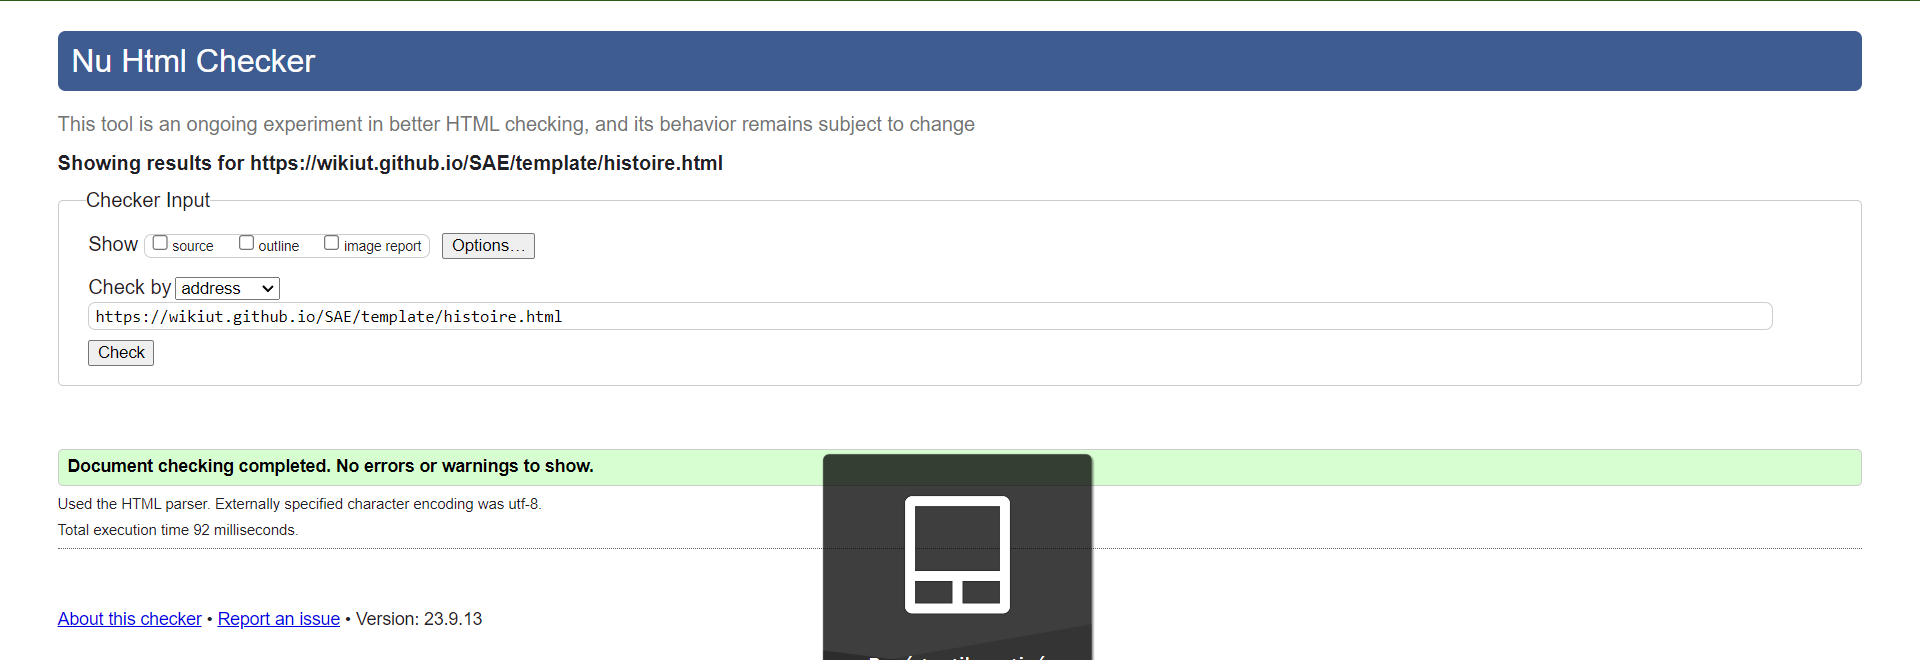 Nu Html Checker
This tool is an ongoing experiment in better HTML checking, and its behavior remains subject to change
Showing results for https://wikiut.github.io/SAE/template/histoire.html
Checker Input
Show source outline image report Options...
Check by address
https://wikiut.github.io/SAE/template/histoire.html
Check
Document checking completed. No errors or warnings to show.
Used the HTML parser. Externally specified character encoding was utf-8.
Total execution time 92 milliseconds.
About this checker • Report an issue • Version: 23.9.13